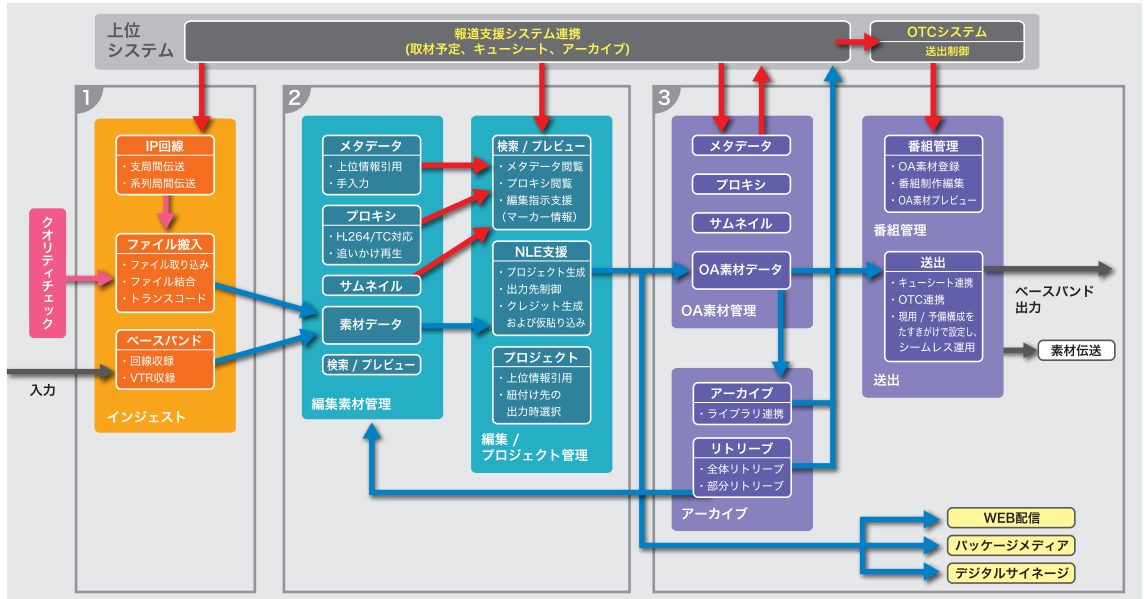 上位
システム
報道支援システム連携
(取材予定、キューシート、アーカイブ)
OTCシステム
送出制御
1
IP回線
・支局間伝送
・系列局間伝送
クオリティチェック
ファイル搬入
・ファイル取り込み
・ファイル結合
・トランスコード
ベースバンド
・回線収録
・VTR収録
入力
インジェスト
2
メタデータ
・上位情報引用
・手入力
プロキシ
・H.264/TC対応
・追いかけ再生
サムネイル
素材データ
検索 / プレビュー
編集素材管理
検索 / プレビュー
・メタデータ閲覧
・プロキシ閲覧
・編集指示支援
（マーカー情報）
NLE支援
・プロジェクト生成
・出力先制御
・クレジット生成
および仮貼り込み
プロジェクト
・上位情報引用
・紐付け先の
出力時選択
編集 /
プロジェクト管理
3
メタデータ
プロキシ
サムネイル
OA素材データ
OA素材管理
アーカイブ
・ライブラリ連携
リトリーブ
・全体リトリーブ
・部分リトリーブ
アーカイブ
番組管理
・OA素材登録
・番組制作編集
・OA素材プレビュー
番組管理
送出
・キューシート連携
・OTC連携
・現用 / 予備構成を
たすきがけで設定し、
シームレス運用
送出
ベースバンド
出力
素材伝送
WEB配信
パッケージメディア
デジタルサイネージ